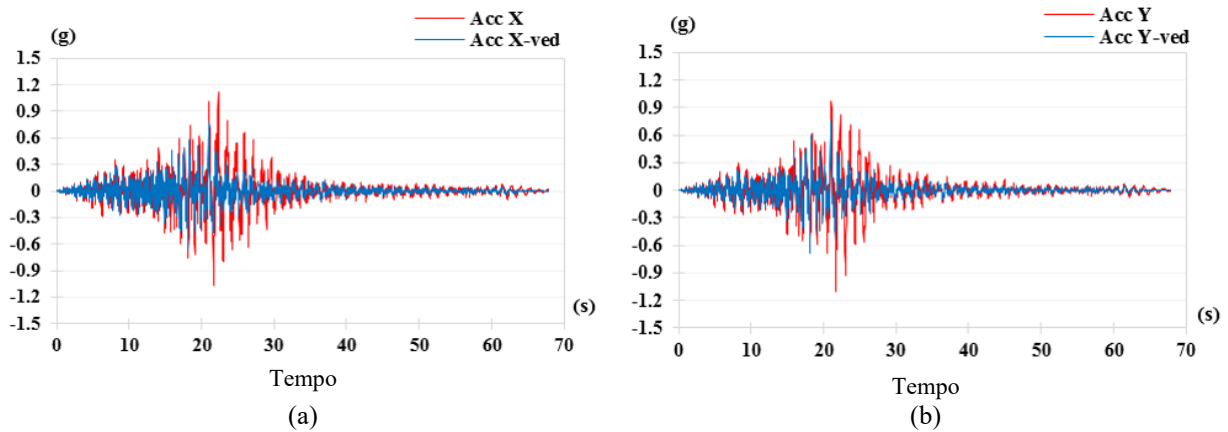 (g)
Acc X
Acc X-ved
1.5
1.2
0.9
0.6
0.3
0
-0.3
-0.6
-0.9
-1.2
-1.5
(s)
0 10 20 30 40 50 60 70
Tempo
(a)
(g)
Acc Y
Acc Y-ved
1.5
1.2
0.9
0.6
0.3
0
-0.3
-0.6
-0.9
-1.2
-1.5
(s)
0 10 20 30 40 50 60 70
Tempo
(b)